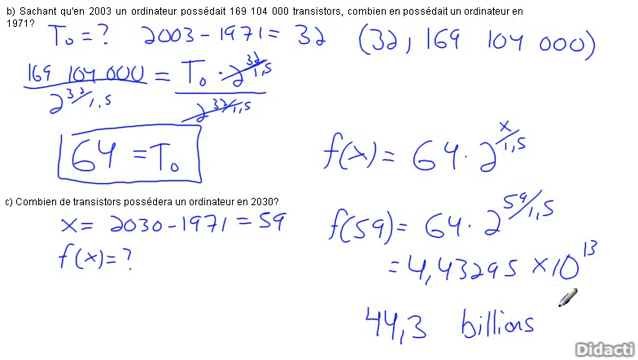 b) Sachant qu'en 2003 un ordinateur possédait 169 104 000 transistors, combien en possédait un ordinateur en
1971?
T₀ = ? 2003 - 1971 = 32 (32, 169 104 000)
169 104 000 / 2^(32/1,5) = T₀ · 2^(32/1,5) / 2^(32/1,5)
64 = T₀
f(x) = 64 · 2^(x/1,5)
c) Combien de transistors possédera un ordinateur en 2030?
x = 2030 - 1971 = 59
f(x) = ?
f(59) = 64 · 2^(59/1,5)
= 4,43295 × 10¹³
44,3 billions
Didacti